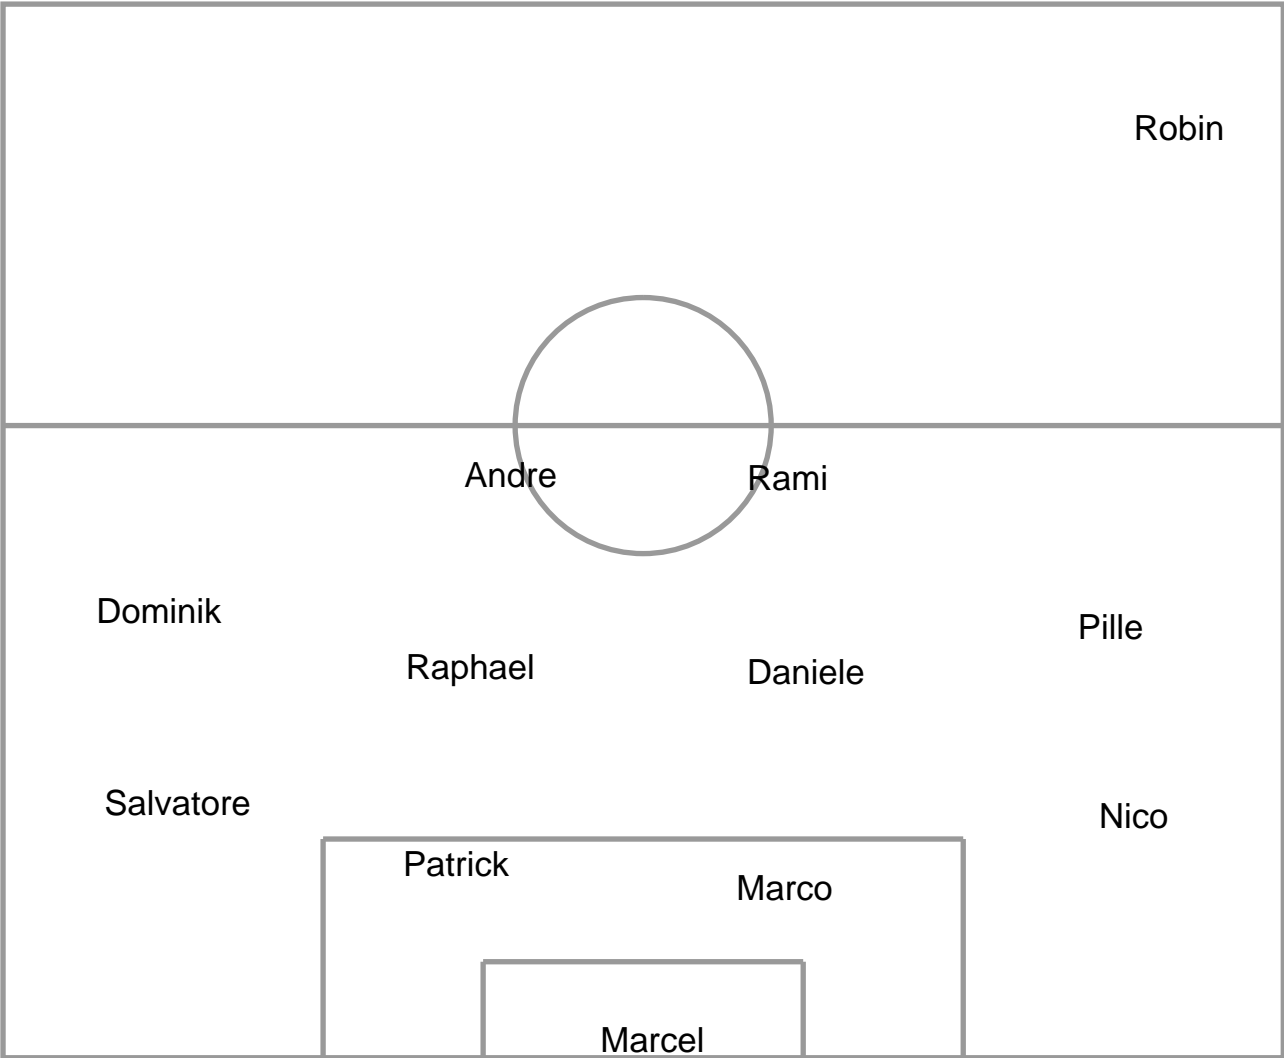 Robin
Andre
Rami
Dominik
Pille
Raphael
Daniele
Salvatore
Nico
Patrick
Marco
Marcel